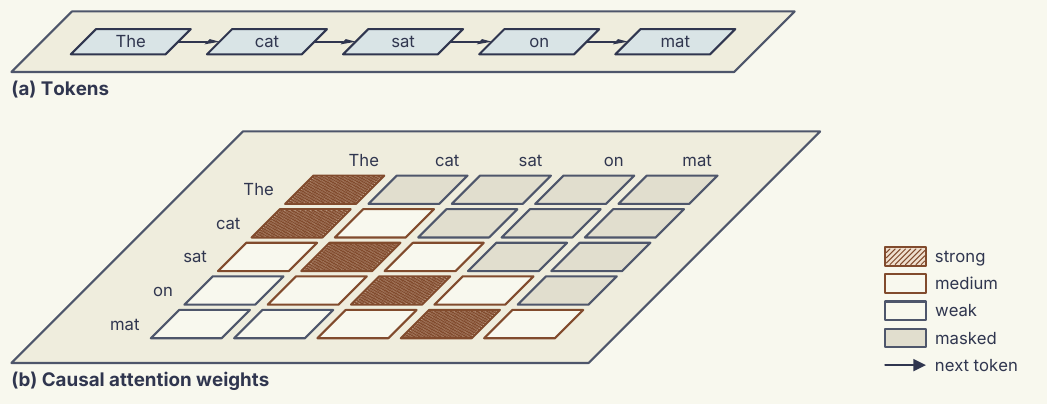 The cat sat on mat
(a) Tokens
The cat sat on mat
The
cat
sat
on
mat
(b) Causal attention weights
strong
medium
weak
masked
next token